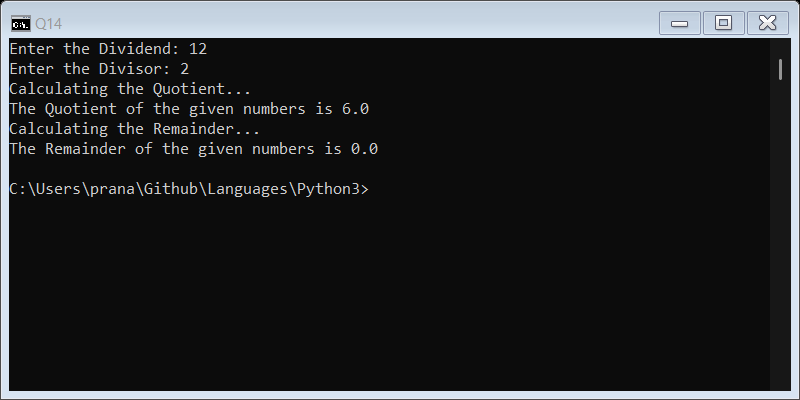 Q14
Enter the Dividend: 12
Enter the Divisor: 2
Calculating the Quotient...
The Quotient of the given numbers is 6.0
Calculating the Remainder...
The Remainder of the given numbers is 0.0
C:\Users\prana\Github\Languages\Python3>